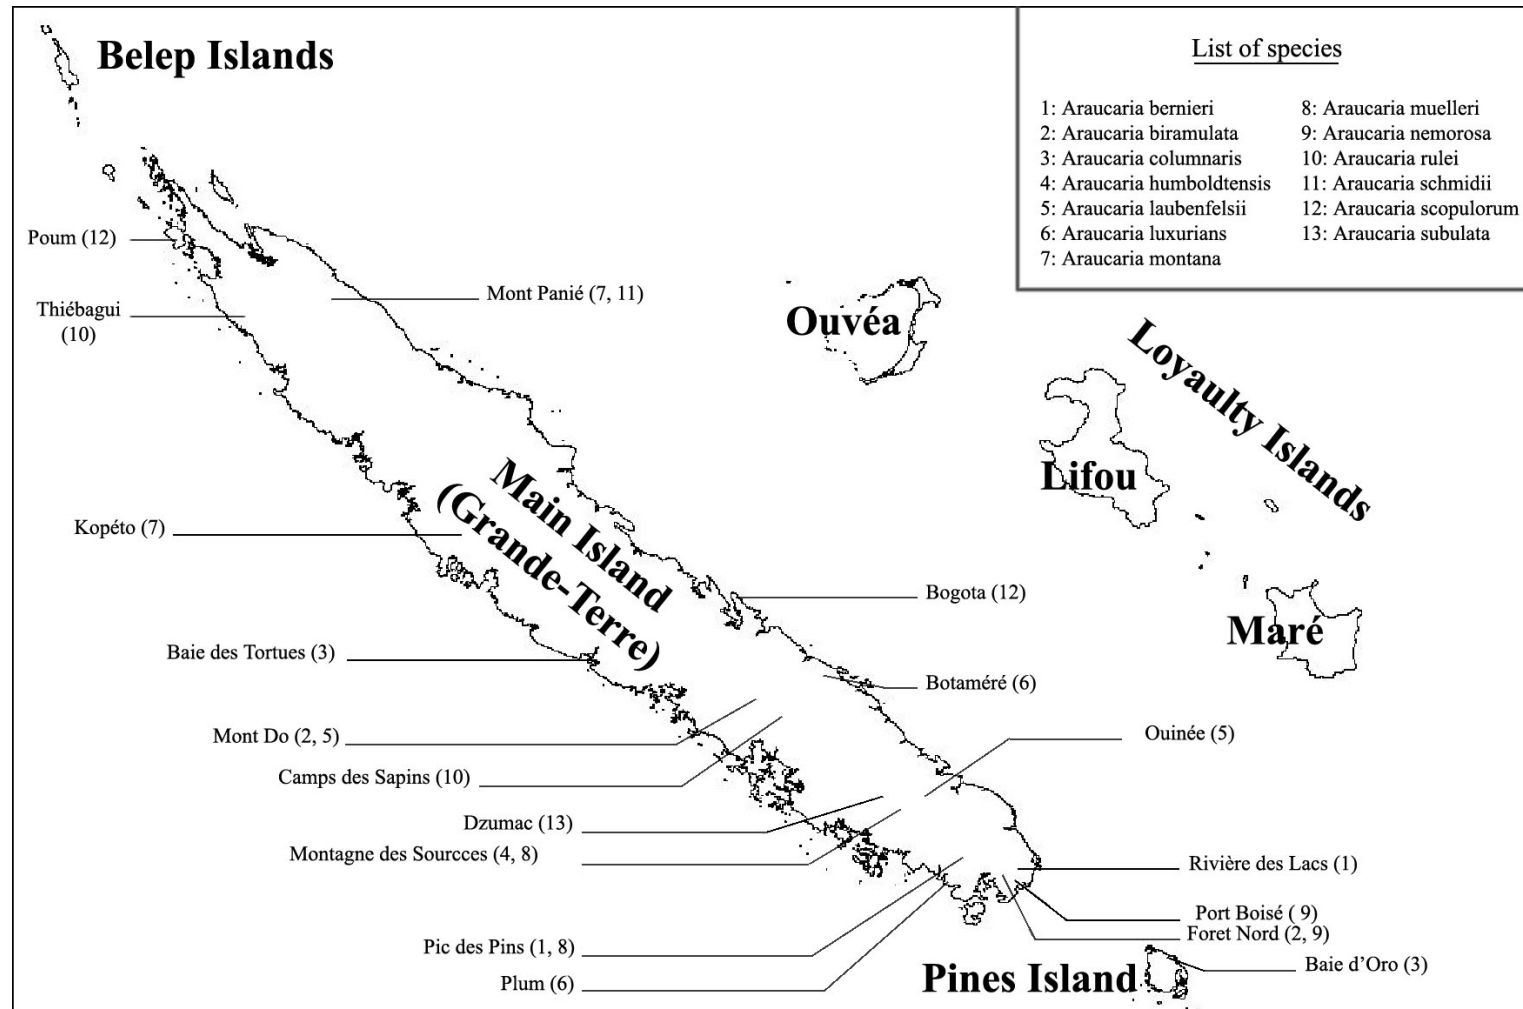 Belep Islands
List of species
1: Araucaria bernieri
2: Araucaria biramulata
3: Araucaria columnaris
4: Araucaria humboldtensis
5: Araucaria laubenfelsii
6: Araucaria luxurians
7: Araucaria montana
8: Araucaria muelleri
9: Araucaria nemorosa
10: Araucaria rulei
11: Araucaria schmidii
12: Araucaria scopulorum
13: Araucaria subulata
Poum (12)
Mont Panié (7, 11)
Thiébagui
(10)
Ouvéa
Loyaulty Islands
Lifou
Maré
Main Island
(Grande-Terre)
Kopéto (7)
Bogota (12)
Baie des Tortues (3)
Botaméré (6)
Mont Do (2, 5)
Ouinée (5)
Camps des Sapins (10)
Dzumac (13)
Montagne des Sourcces (4, 8)
Rivière des Lacs (1)
Port Boisé ( 9)
Foret Nord (2, 9)
Pic des Pins (1, 8)
Baie d'Oro (3)
Plum (6)
Pines Island